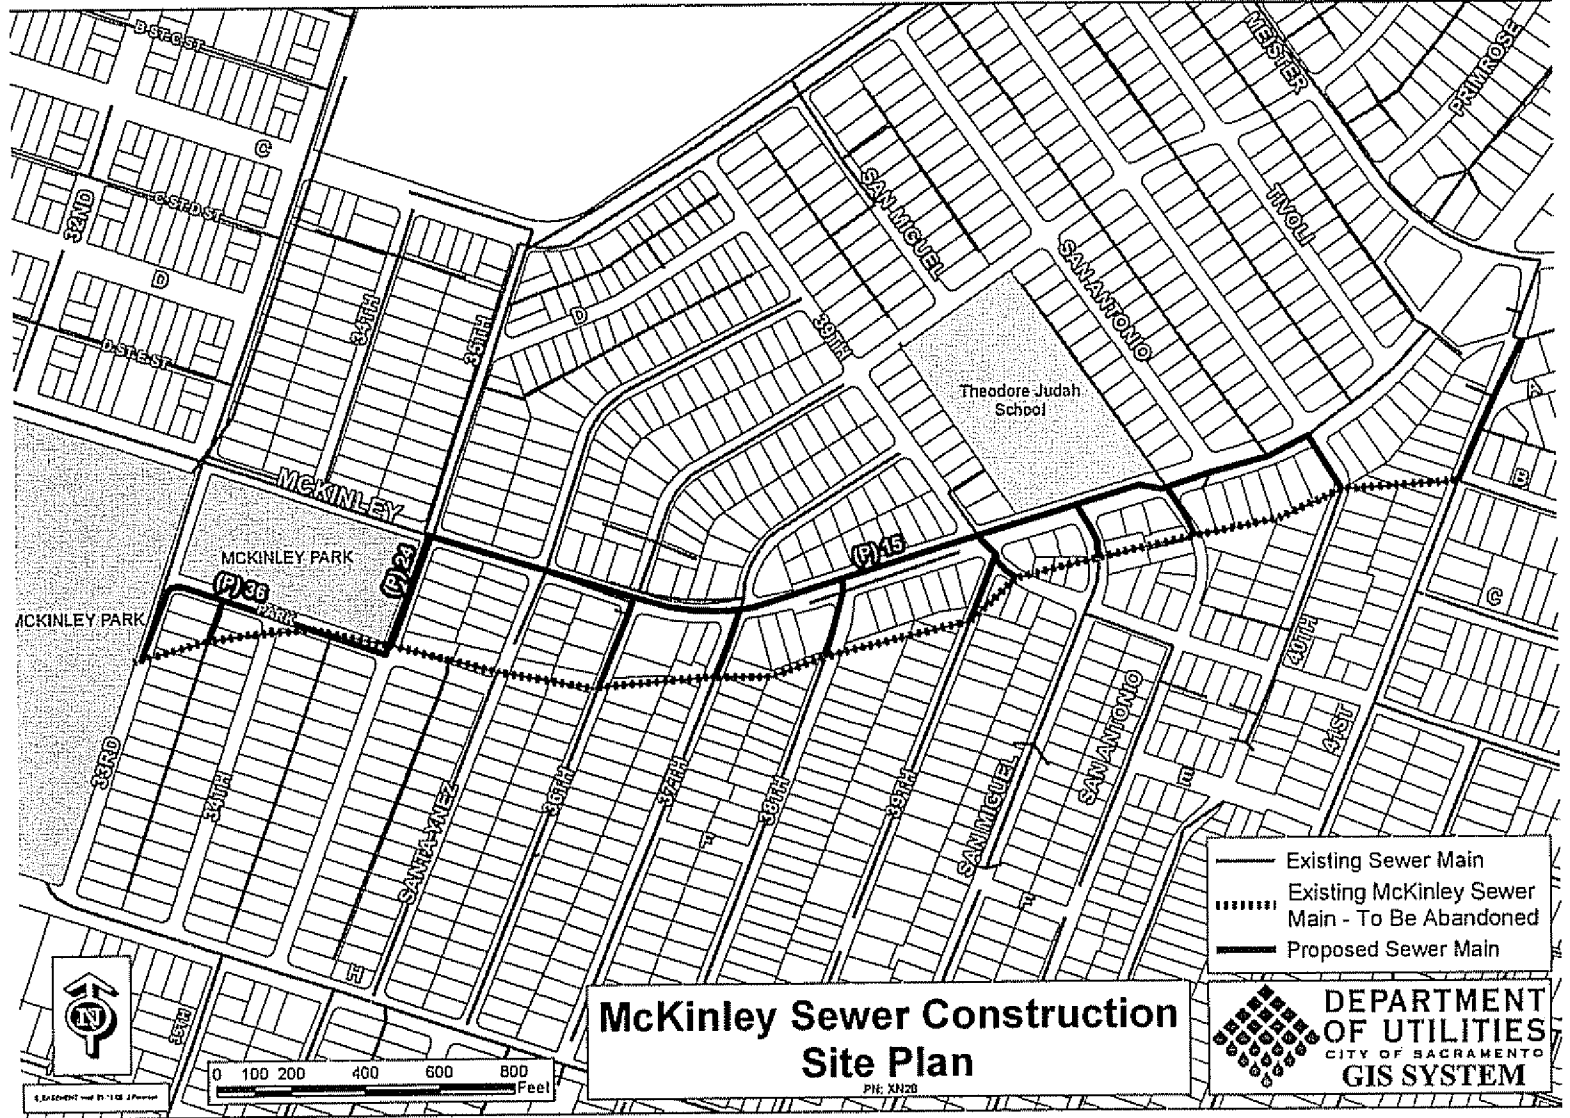 B ST-C ST
C
32ND
C ST-D ST
D
D ST-E ST
34TH
35TH
D
39TH
SAN MIGUEL
SAN ANTONIO
MEISTER
PRIMROSE
TIVOLI
Theodore Judah
School
MCKINLEY
MCKINLEY PARK
(P) 24
(P) 36
PARK
MCKINLEY PARK
(P) 15
A
B
C
40TH
41ST
33RD
34TH
SANTA YNEZ
36TH
37TH
38TH
39TH
SAN MIGUEL
SAN ANTONIO
E
F
F
H
35TH
N
0 100 200 400 600 800
Feet
McKinley Sewer Construction
Site Plan
PN: XN28
Existing Sewer Main
Existing McKinley Sewer
Main - To Be Abandoned
Proposed Sewer Main
DEPARTMENT
OF UTILITIES
CITY OF SACRAMENTO
GIS SYSTEM